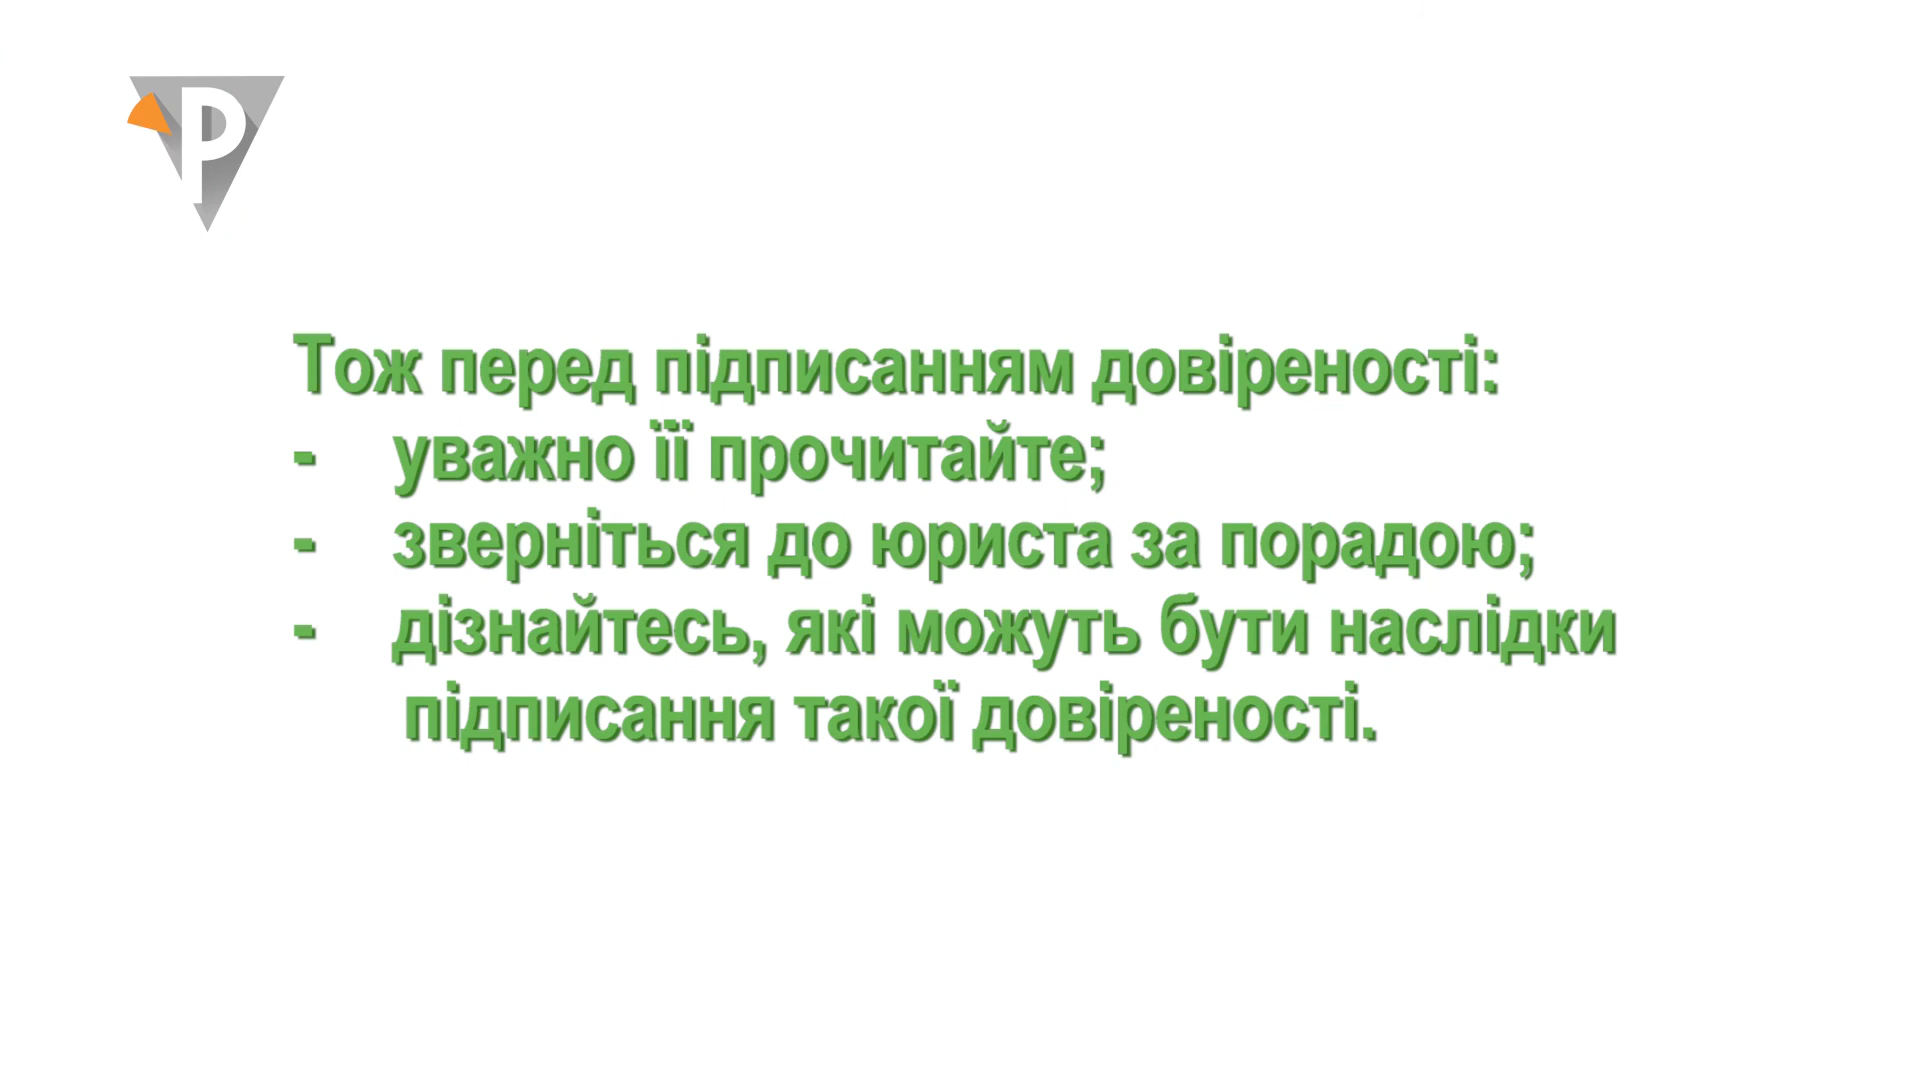 P
Тож перед підписанням довіреності:
- уважно її прочитайте;
- зверніться до юриста за порадою;
- дізнайтесь, які можуть бути наслідки
підписання такої довіреності.